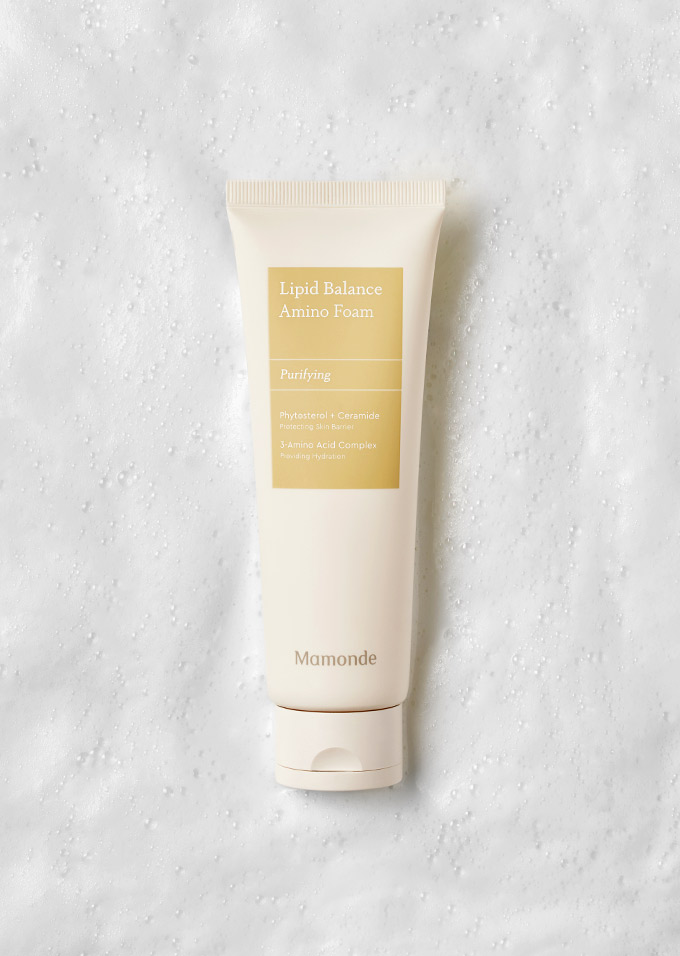 Lipid Balance
Amino Foam
Purifying
Phytosterol + Ceramide
Protecting Skin Barrier
3-Amino Acid Complex
Providing Hydration
Mamonde